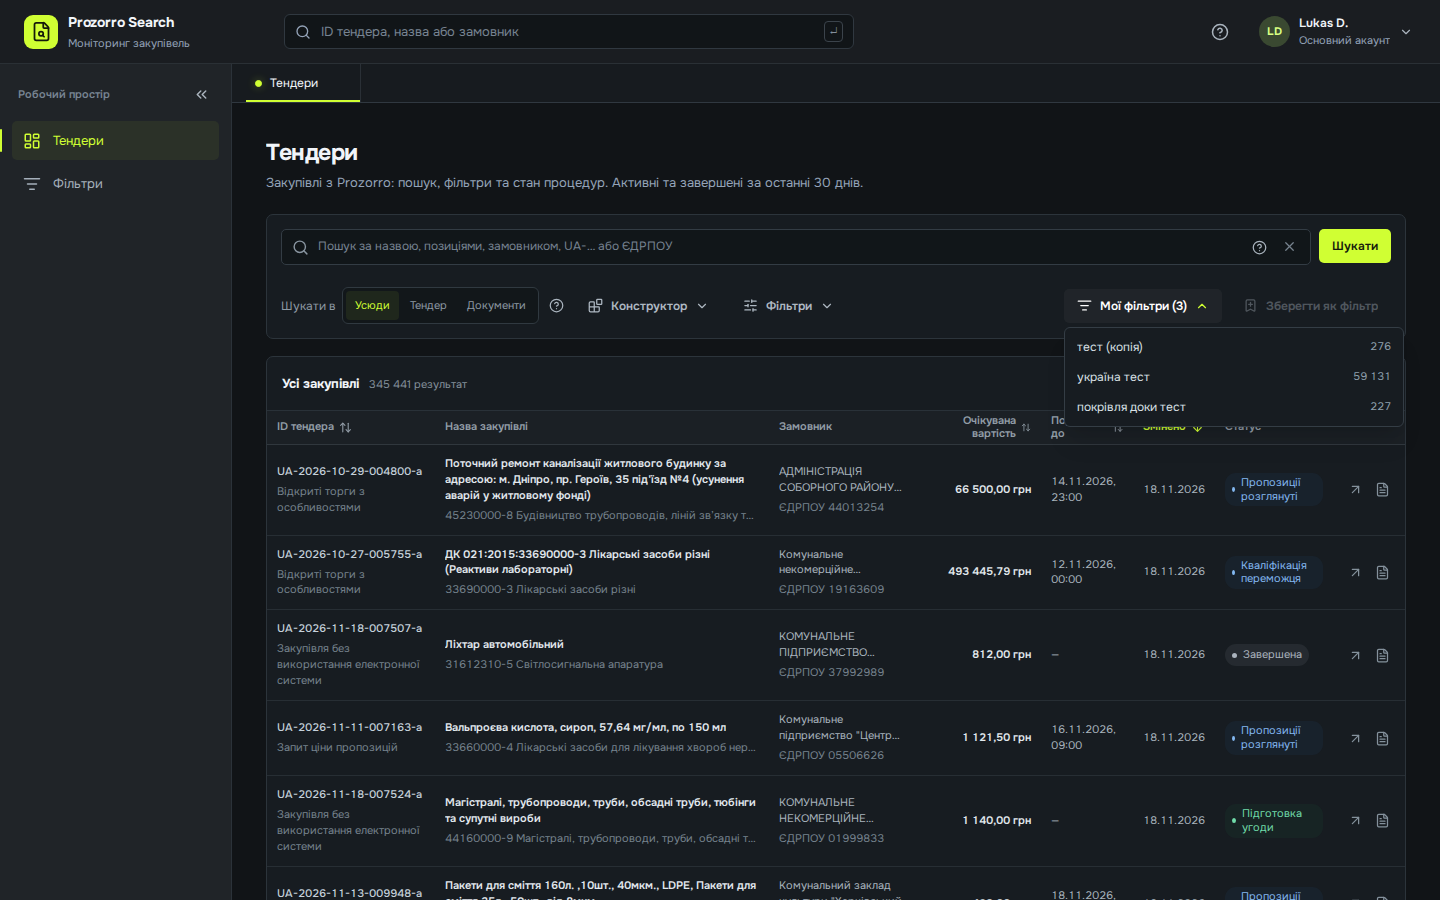 Prozorro Search
Моніторинг закупівель
ID тендера, назва або замовник
LD
Lukas D.
Основний акаунт
Робочий простір
Тендери
Фільтри
Тендери
Тендери
Закупівлі з Prozorro: пошук, фільтри та стан процедур. Активні та завершені за останні 30 днів.
Пошук за назвою, позиціями, замовником, UA-... або ЄДРПОУ
Шукати
Шукати в
Усюди
Тендер
Документи
Конструктор
Фільтри
Мої фільтри (3)
Зберегти як фільтр
тест (копія) 276
україна тест 59 131
покрівля доки тест 227
Усі закупівлі 345 441 результат
ID тендера
Назва закупівлі
Замовник
Очікувана
вартість
По
до
Змінено
Статус
UA-2026-10-29-004800-a
Відкриті торги з
особливостями
Поточний ремонт каналізації житлового будинку за
адресою: м. Дніпро, пр. Героїв, 35 під'їзд №4 (усунення
аварій у житловому фонді)
45230000-8 Будівництво трубопроводів, ліній зв'язку т...
АДМІНІСТРАЦІЯ
СОБОРНОГО РАЙОНУ...
ЄДРПОУ 44013254
66 500,00 грн
14.11.2026,
23:00
18.11.2026
Пропозиції
розглянуті
UA-2026-10-27-005755-a
Відкриті торги з
особливостями
ДК 021:2015:33690000-3 Лікарські засоби різні
(Реактиви лабораторні)
33690000-3 Лікарські засоби різні
Комунальне
некомерційне...
ЄДРПОУ 19163609
493 445,79 грн
12.11.2026,
00:00
18.11.2026
Кваліфікація
переможця
UA-2026-11-18-007507-a
Закупівля без
використання електронної
системи
Ліхтар автомобільний
31612310-5 Світлосигнальна апаратура
КОМУНАЛЬНЕ
ПІДПРИЄМСТВО...
ЄДРПОУ 37992989
812,00 грн
—
18.11.2026
Завершена
UA-2026-11-11-007163-a
Запит ціни пропозицій
Вальпроєва кислота, сироп, 57,64 мг/мл, по 150 мл
33660000-4 Лікарські засоби для лікування хвороб нер...
Комунальне
підприємство "Центр...
ЄДРПОУ 05506626
1 121,50 грн
16.11.2026,
09:00
18.11.2026
Пропозиції
розглянуті
UA-2026-11-18-007524-a
Закупівля без
використання електронної
системи
Магістралі, трубопроводи, труби, обсадні труби, тюбінги
та супутні вироби
44160000-9 Магістралі, трубопроводи, труби, обсадні т...
КОМУНАЛЬНЕ
НЕКОМЕРЦІЙНЕ...
ЄДРПОУ 01999833
1 140,00 грн
—
18.11.2026
Підготовка
угоди
UA-2026-11-13-009948-a
Пакети для сміття 160л. ,10шт., 40мкм., LDPE, Пакети для
Комунальний заклад
18.11.2026,
18.11.2026
Пропозиції